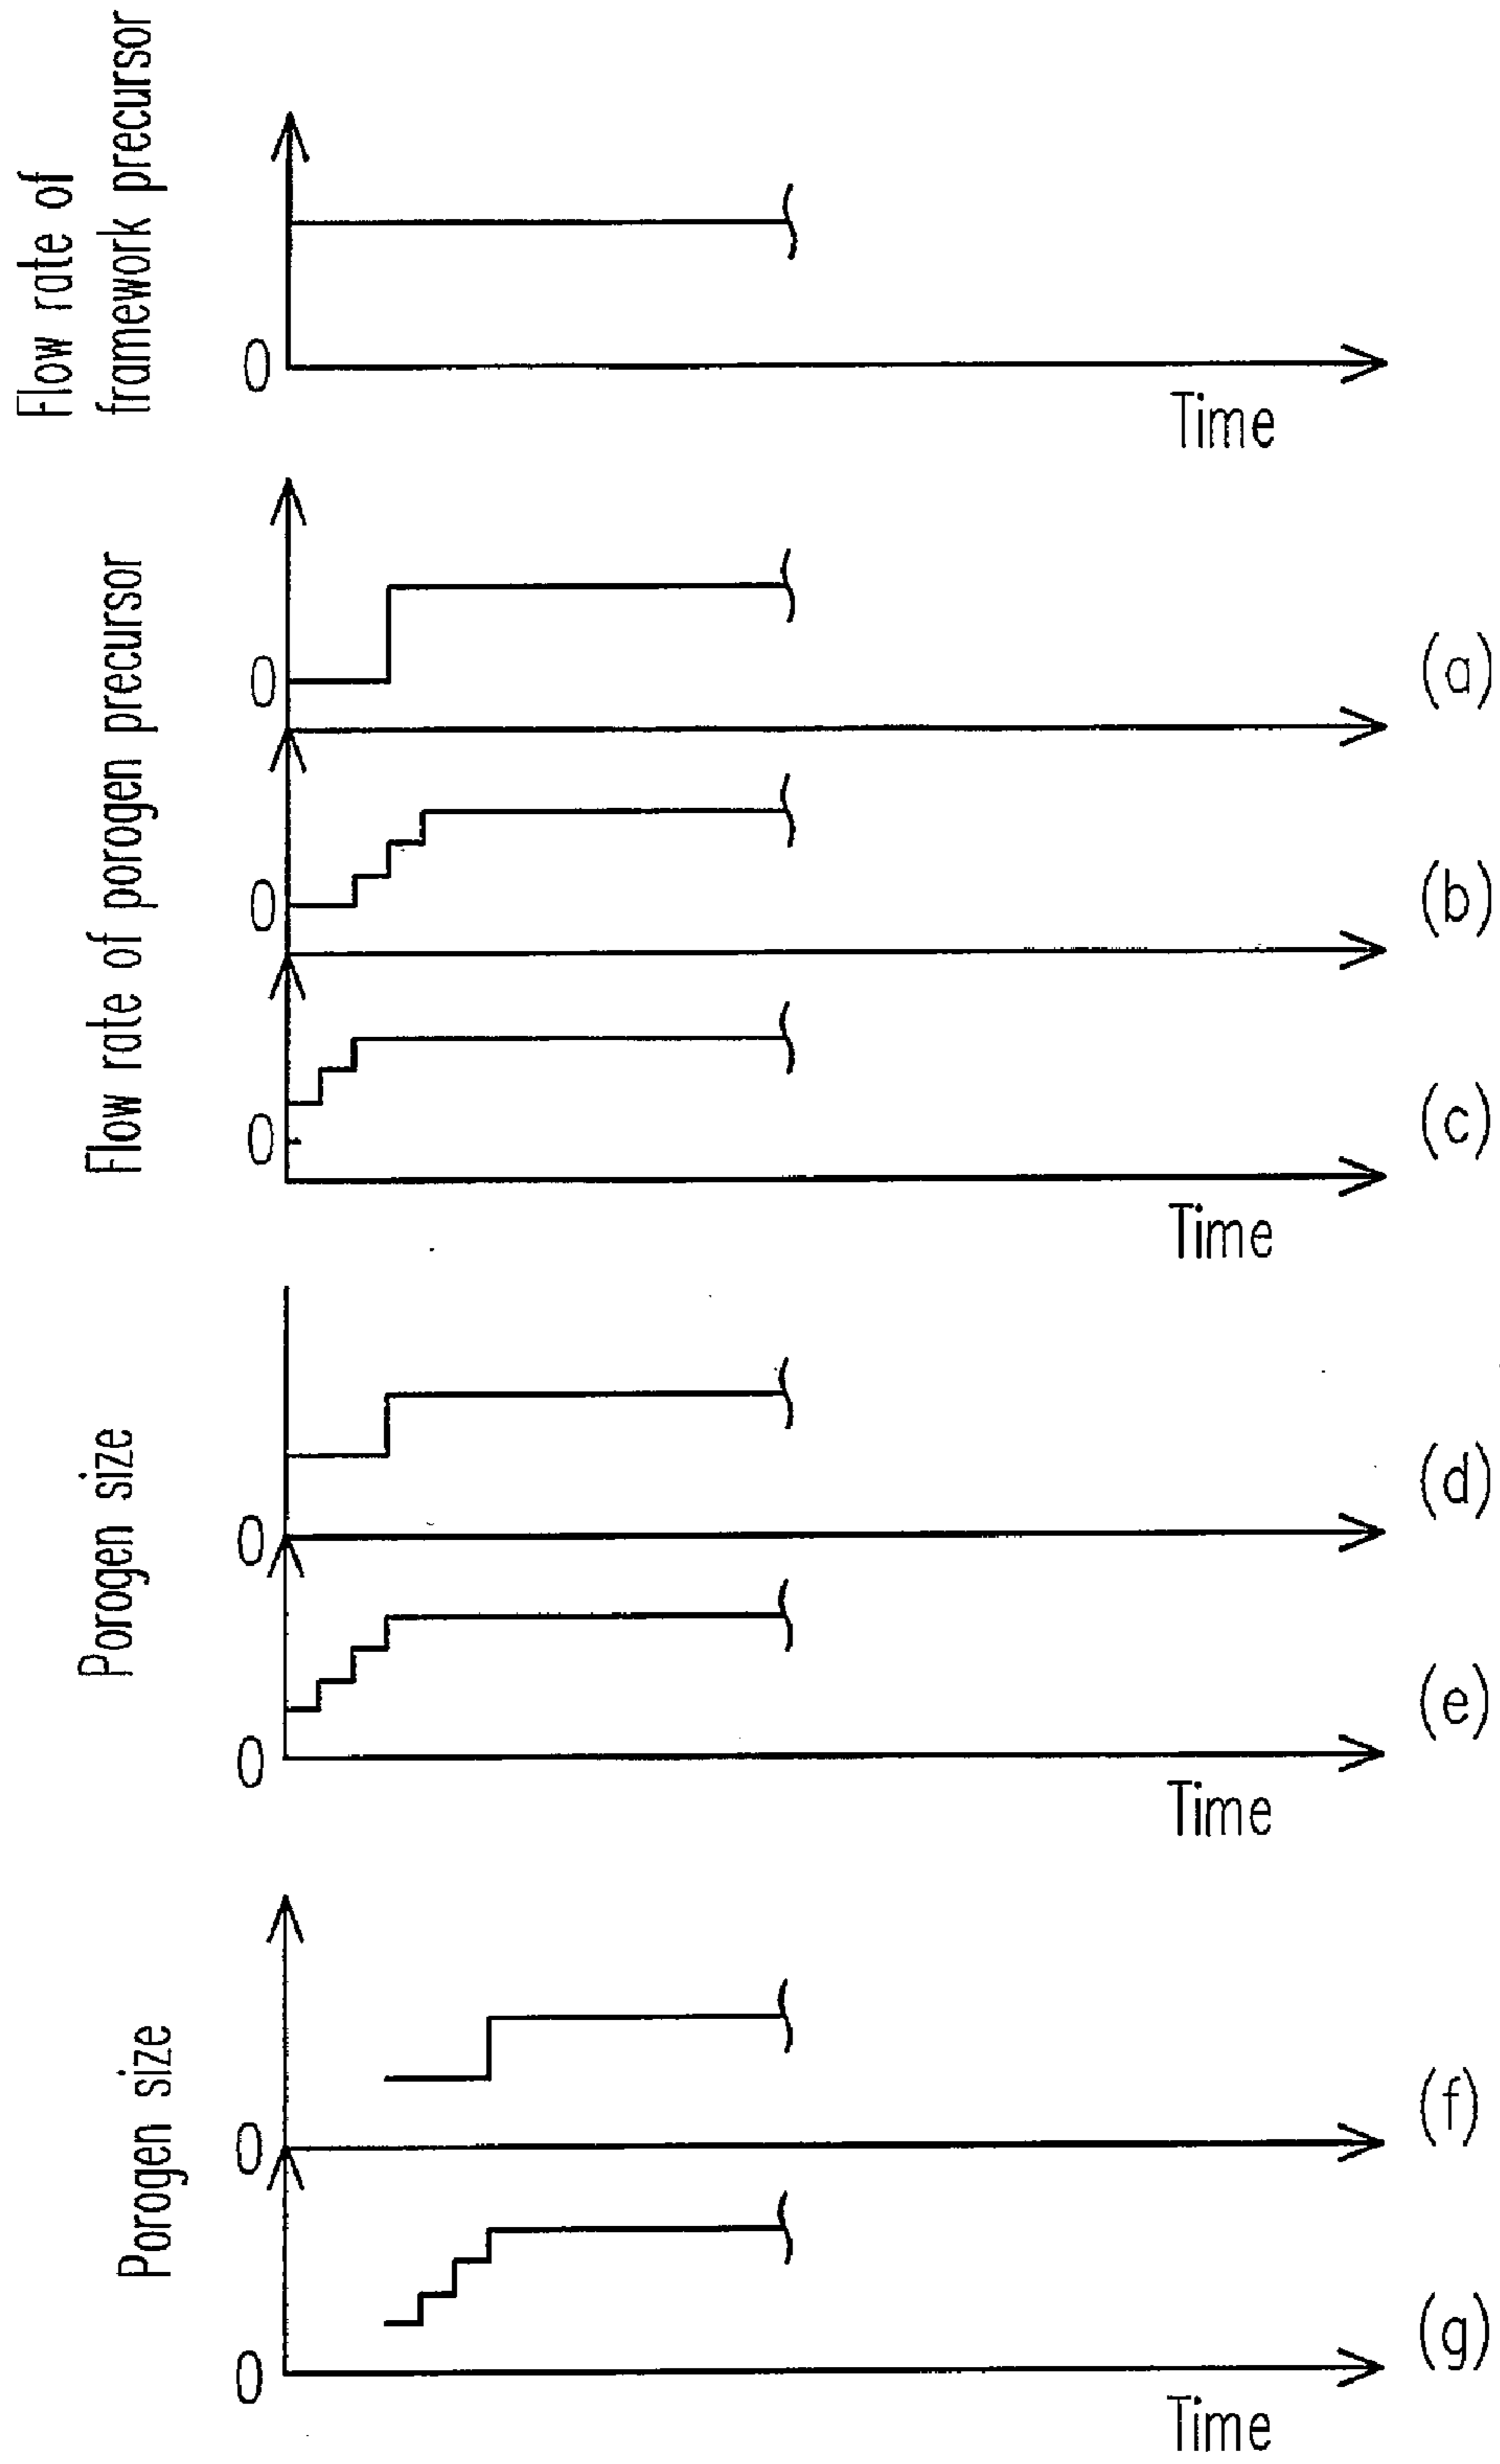 Flow rate of
framework precursor
0
Time
Flow rate of porogen precursor
0
(a)
0
(b)
0
(c)
Time
Porogen size
0
(d)
0
(e)
Time
Porogen size
0
(f)
0
(g)
Time